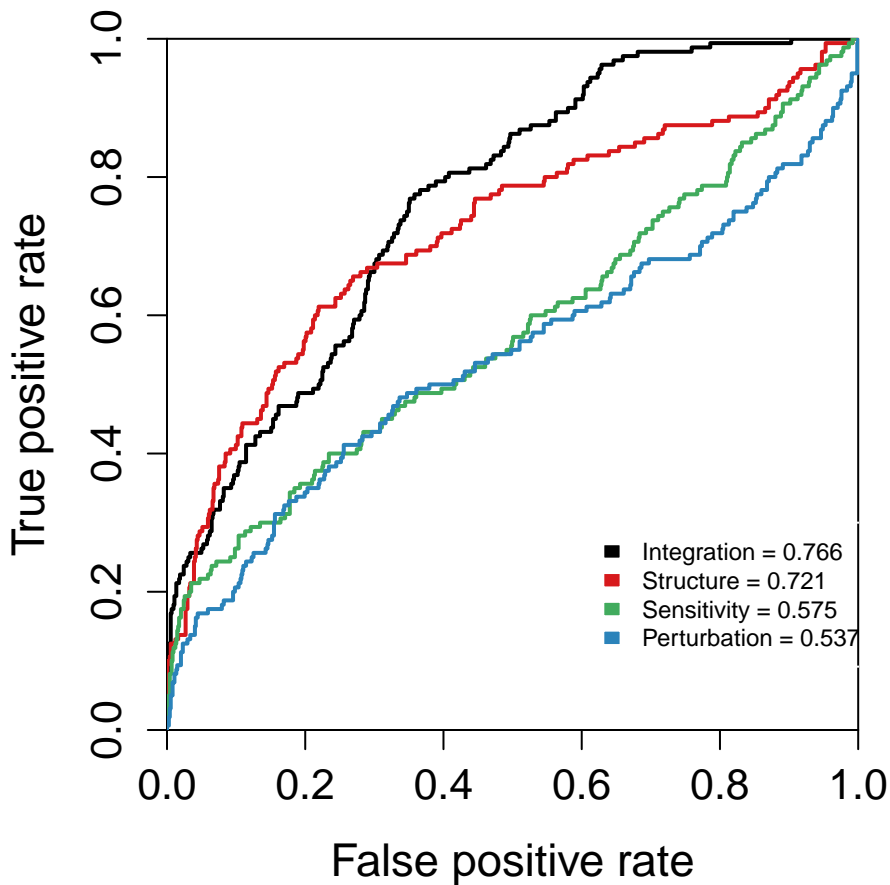 1.0
0.8
0.6
0.4
0.2
0.0
True positive rate
Integration = 0.766
Structure = 0.721
Sensitivity = 0.575
Perturbation = 0.537
0.0 0.2 0.4 0.6 0.8 1.0
False positive rate